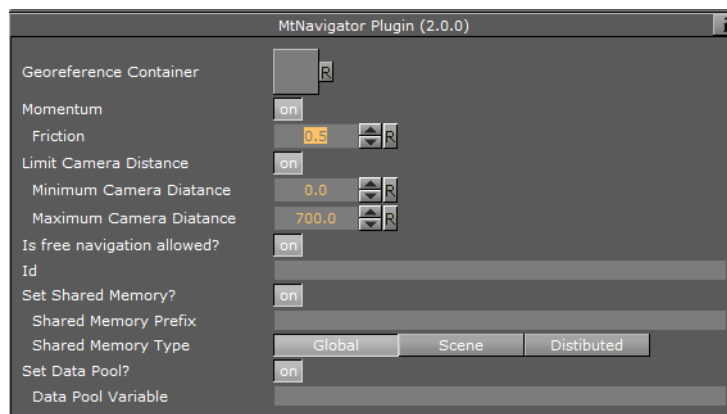 MtNavigator Plugin (2.0.0) i
Georeference Container R
Momentum on
Friction 0.5 R
Limit Camera Distance on
Minimum Camera Diatance 0.0 R
Maximum Camera Diatance 700.0 R
Is free navigation allowed? on
Id
Set Shared Memory? on
Shared Memory Prefix
Shared Memory Type Global Scene Distibuted
Set Data Pool? on
Data Pool Variable